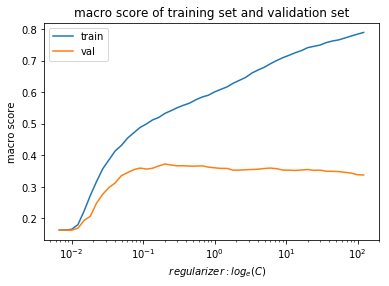 macro score of training set and validation set
train
val
macro score
0.8
0.7
0.6
0.5
0.4
0.3
0.2
10⁻² 10⁻¹ 10⁰ 10¹ 10²
regularizer : logₑ(C)